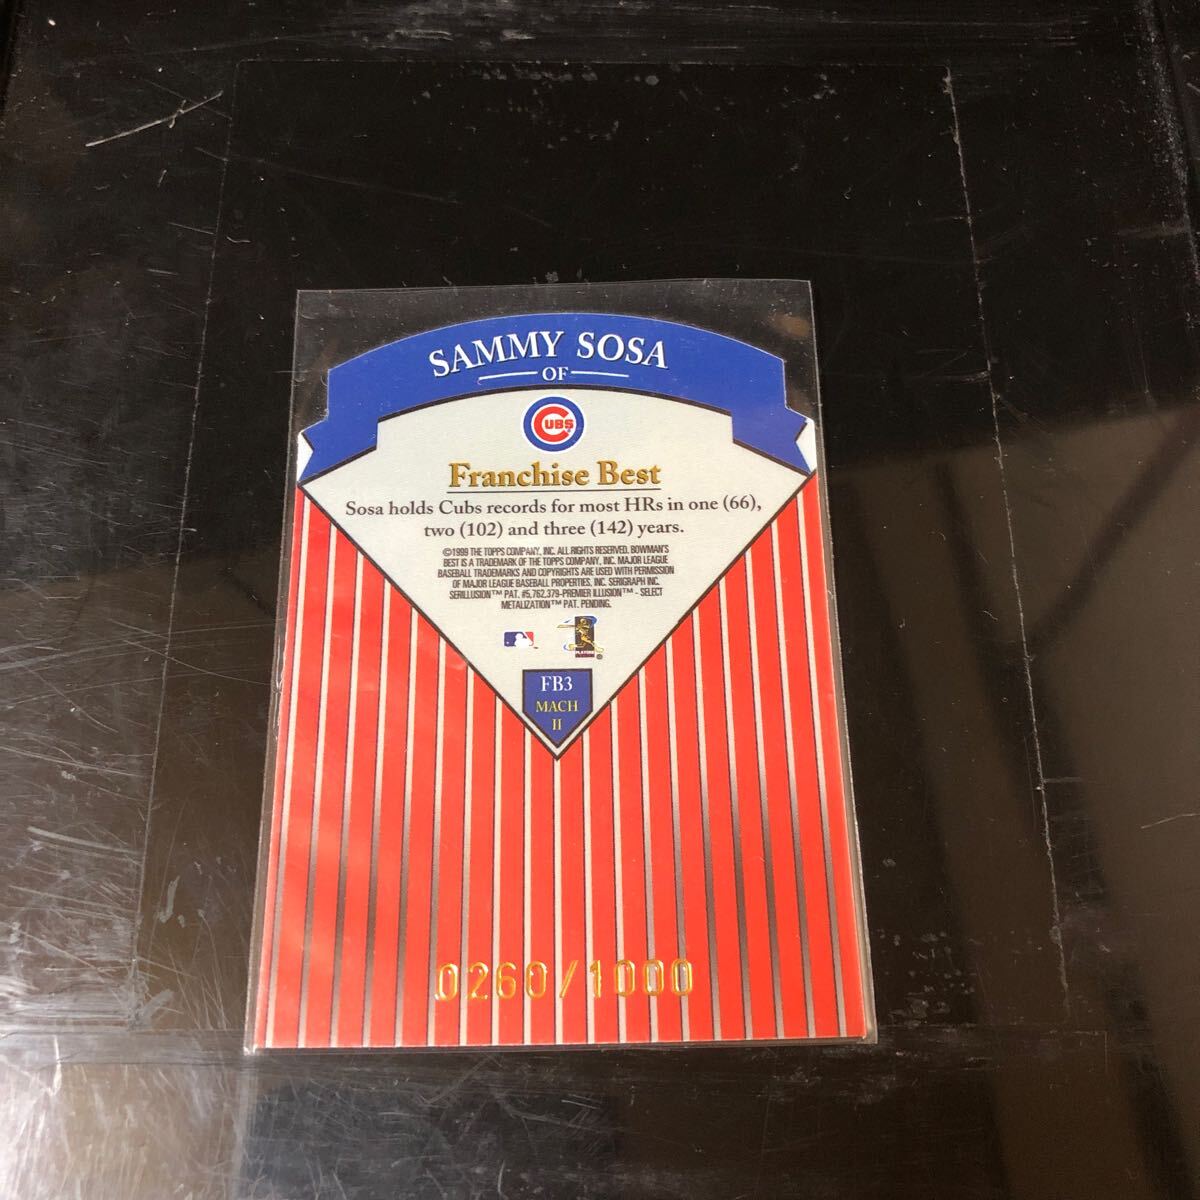 SAMMY SOSA
OF
CUBS
Franchise Best
Sosa holds Cubs records for most HRs in one (66),
two (102) and three (142) years.
©1999 THE TOPPS COMPANY, INC. ALL RIGHTS RESERVED. BOWMAN'S
BEST IS A TRADEMARK OF THE TOPPS COMPANY, INC. MAJOR LEAGUE
BASEBALL TRADEMARKS AND COPYRIGHTS ARE USED WITH PERMISSION
OF MAJOR LEAGUE BASEBALL PROPERTIES, INC. SERIGRAPH INC.
SERILLUSION™ PAT. #5,762,379-PREMIER ILLUSION™ - SELECT
METALIZATION™ PAT. PENDING.
PLAYERS
FB3
MACH
II
0260/1000